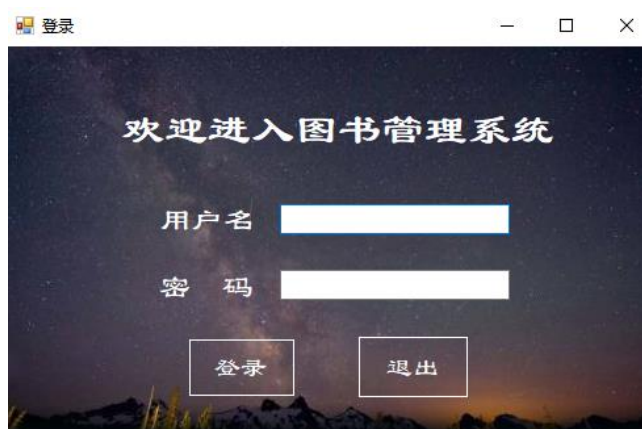 登录
欢迎进入图书管理系统
用户名
密 码
登录 退出